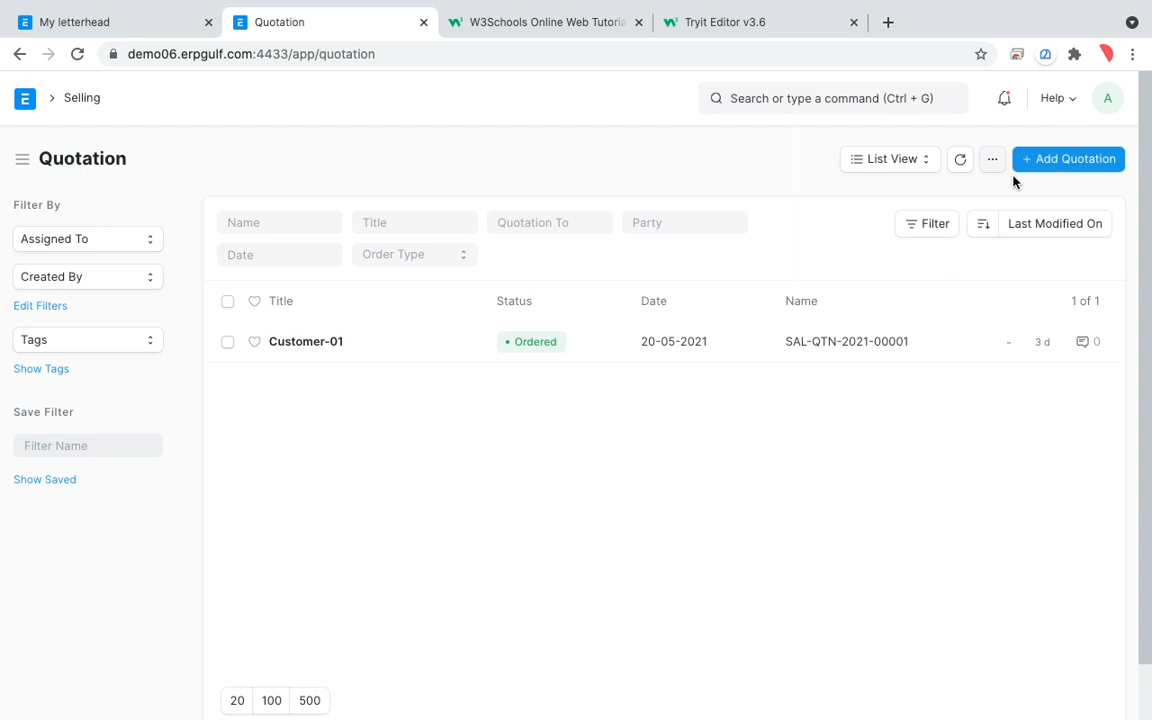 My letterhead
Quotation
W3Schools Online Web Tutoria
Tryit Editor v3.6
demo06.erpgulf.com:4433/app/quotation
E
Selling
Search or type a command (Ctrl + G)
Help
A
Quotation
List View
+ Add Quotation
Filter By
Assigned To
Created By
Edit Filters
Tags
Show Tags
Save Filter
Filter Name
Show Saved
Name
Title
Quotation To
Party
Filter
Last Modified On
Date
Order Type
Title
Status
Date
Name
1 of 1
Customer-01
Ordered
20-05-2021
SAL-QTN-2021-00001
-
3 d
0
20
100
500